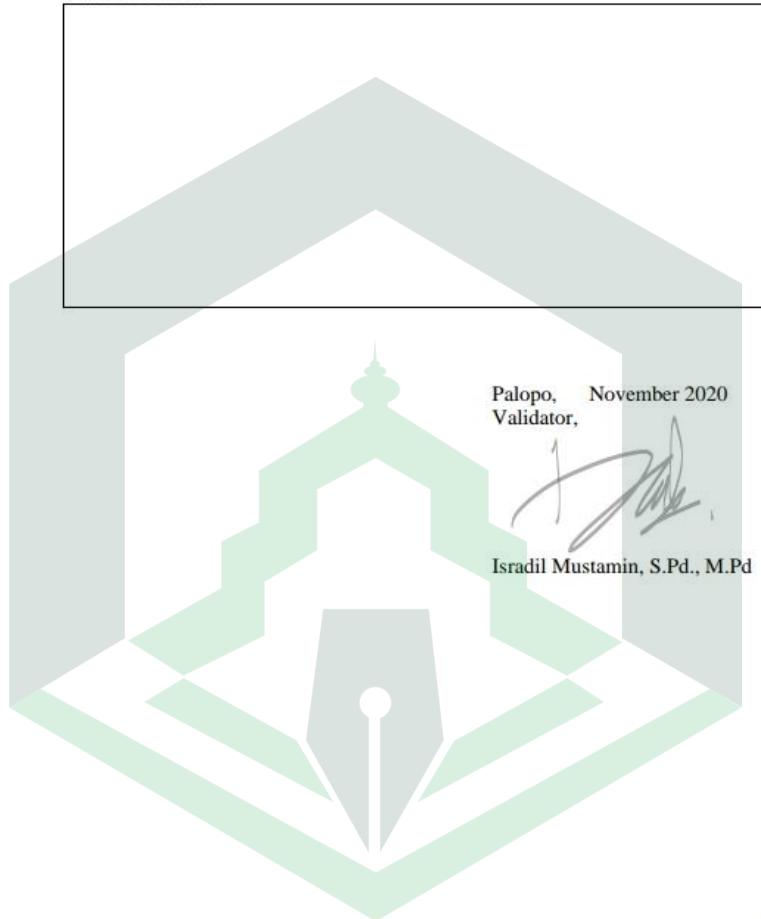 Palopo, November 2020
Validator,
Isradil Mustamin, S.Pd., M.Pd